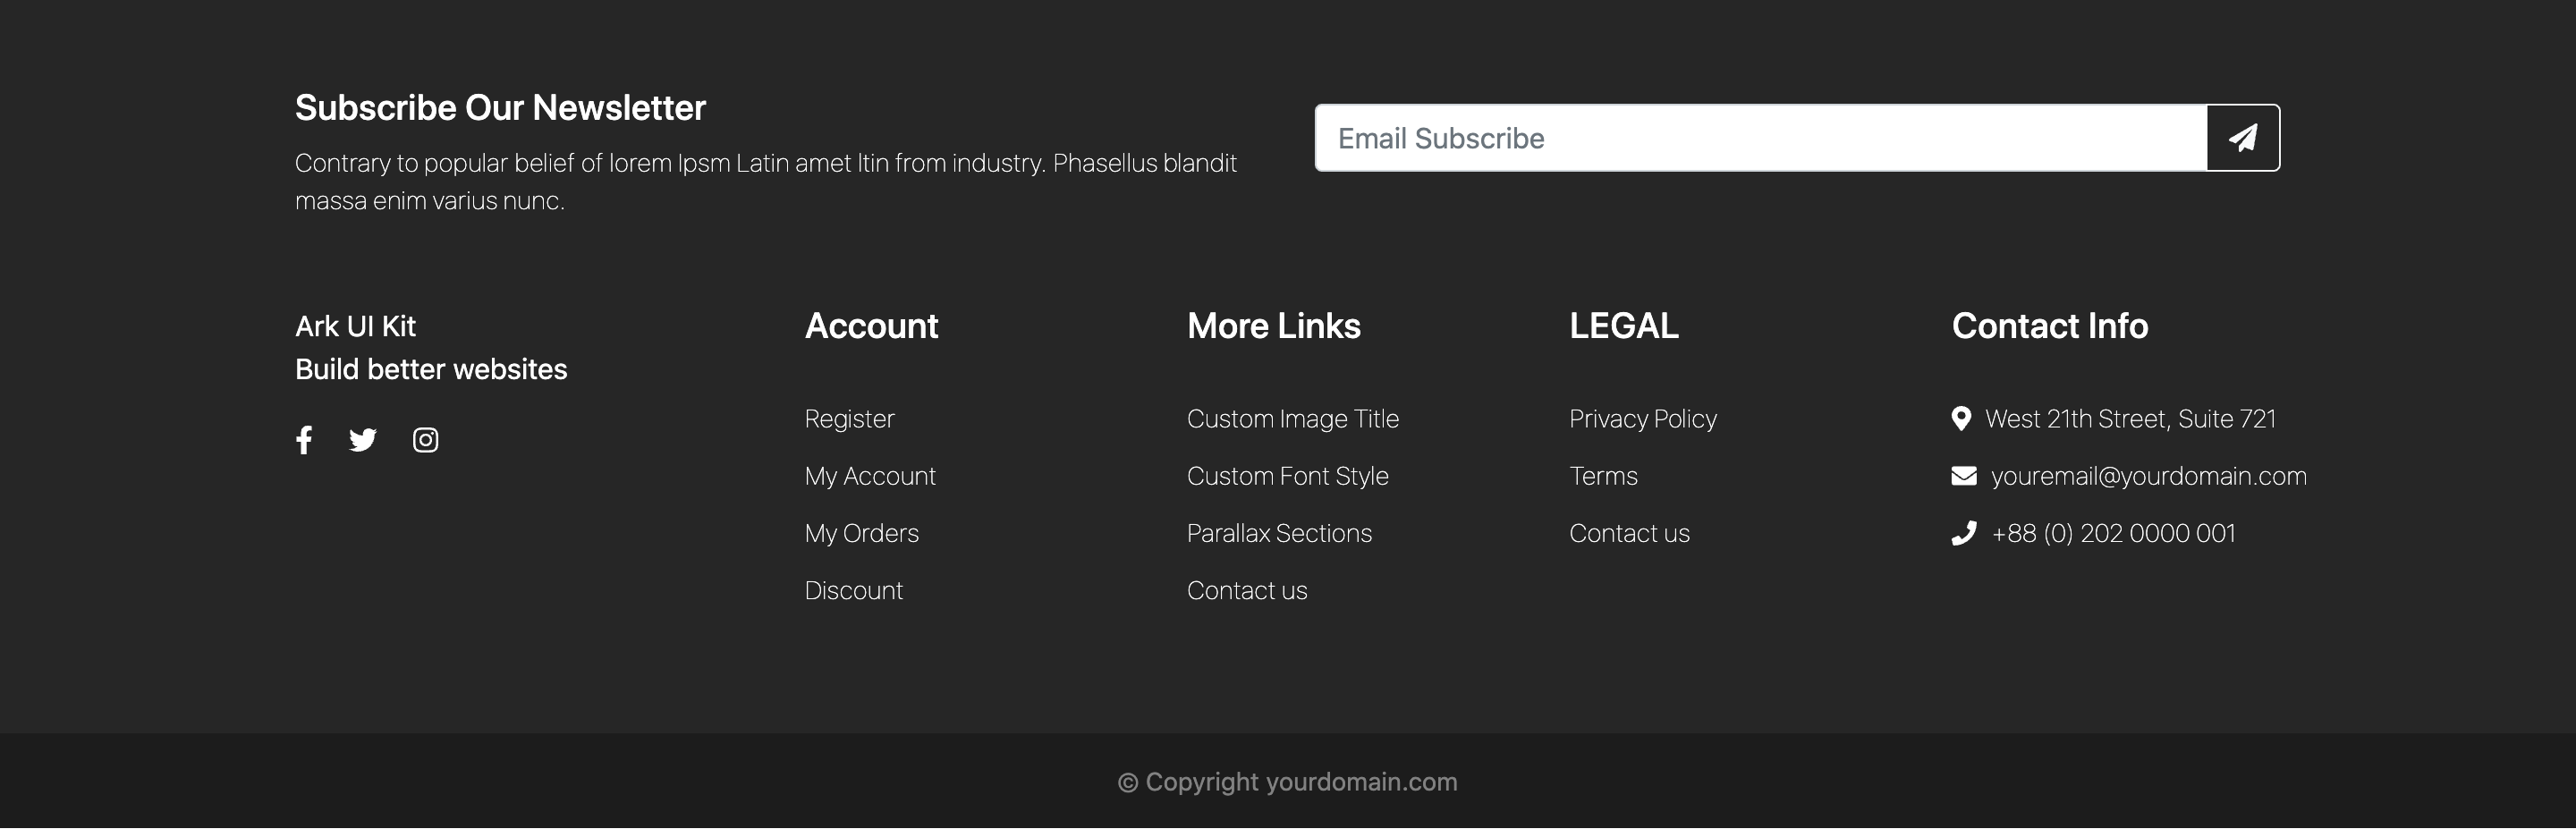 Subscribe Our Newsletter
Contrary to popular belief of lorem Ipsm Latin amet ltin from industry. Phasellus blandit
massa enim varius nunc.
Email Subscribe
Ark UI Kit
Build better websites
Account
Register
My Account
My Orders
Discount
More Links
Custom Image Title
Custom Font Style
Parallax Sections
Contact us
LEGAL
Privacy Policy
Terms
Contact us
Contact Info
West 21th Street, Suite 721
youremail@yourdomain.com
+88 (0) 202 0000 001
© Copyright yourdomain.com